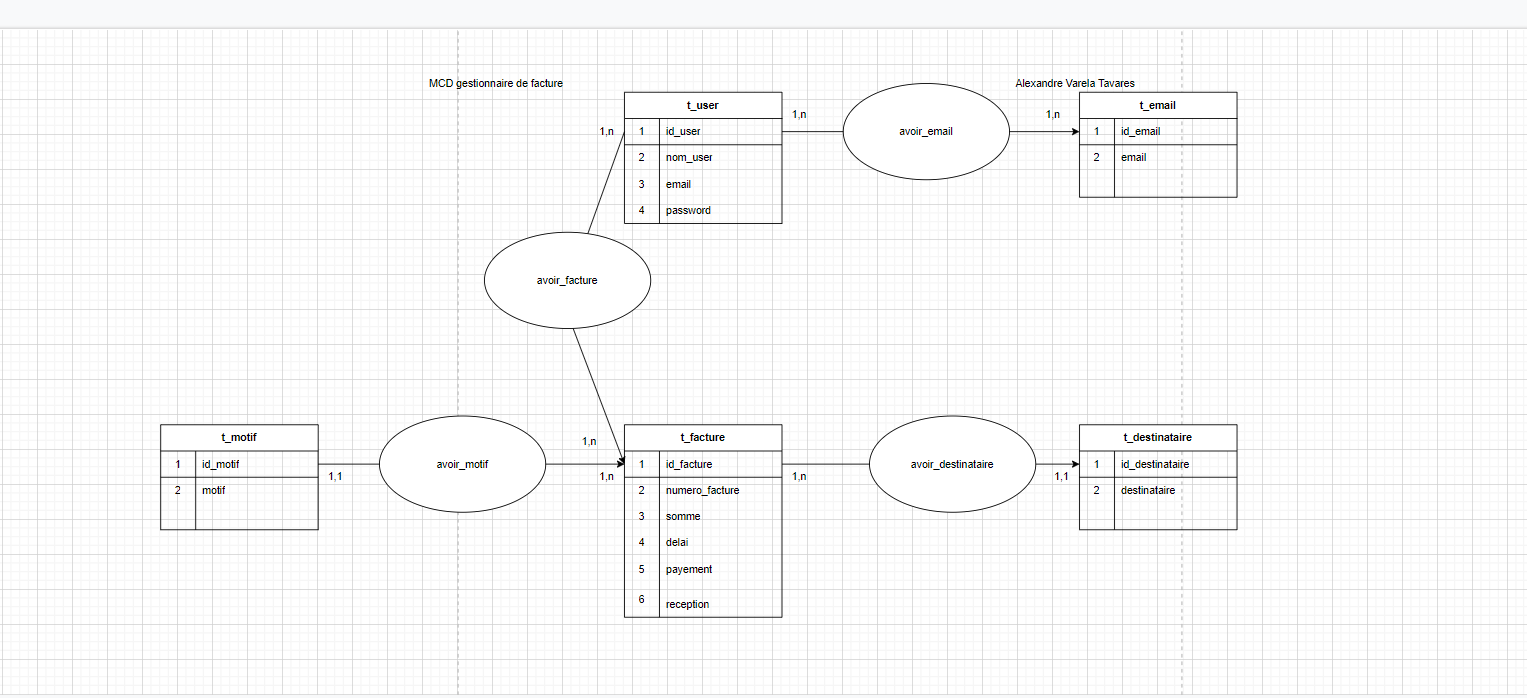 MCD gestionnaire de facture
Alexandre Varela Tavares
t_user
1,n
1 id_user
2 nom_user
3 email
4 password
1,n
avoir_email
1,n
t_email
1 id_email
2 email
avoir_facture
t_motif
1 id_motif
2 motif
1,1
avoir_motif
1,n
1,n
t_facture
1 id_facture
2 numero_facture
3 somme
4 delai
5 payement
6 reception
1,n
avoir_destinataire
1,1
t_destinataire
1 id_destinataire
2 destinataire